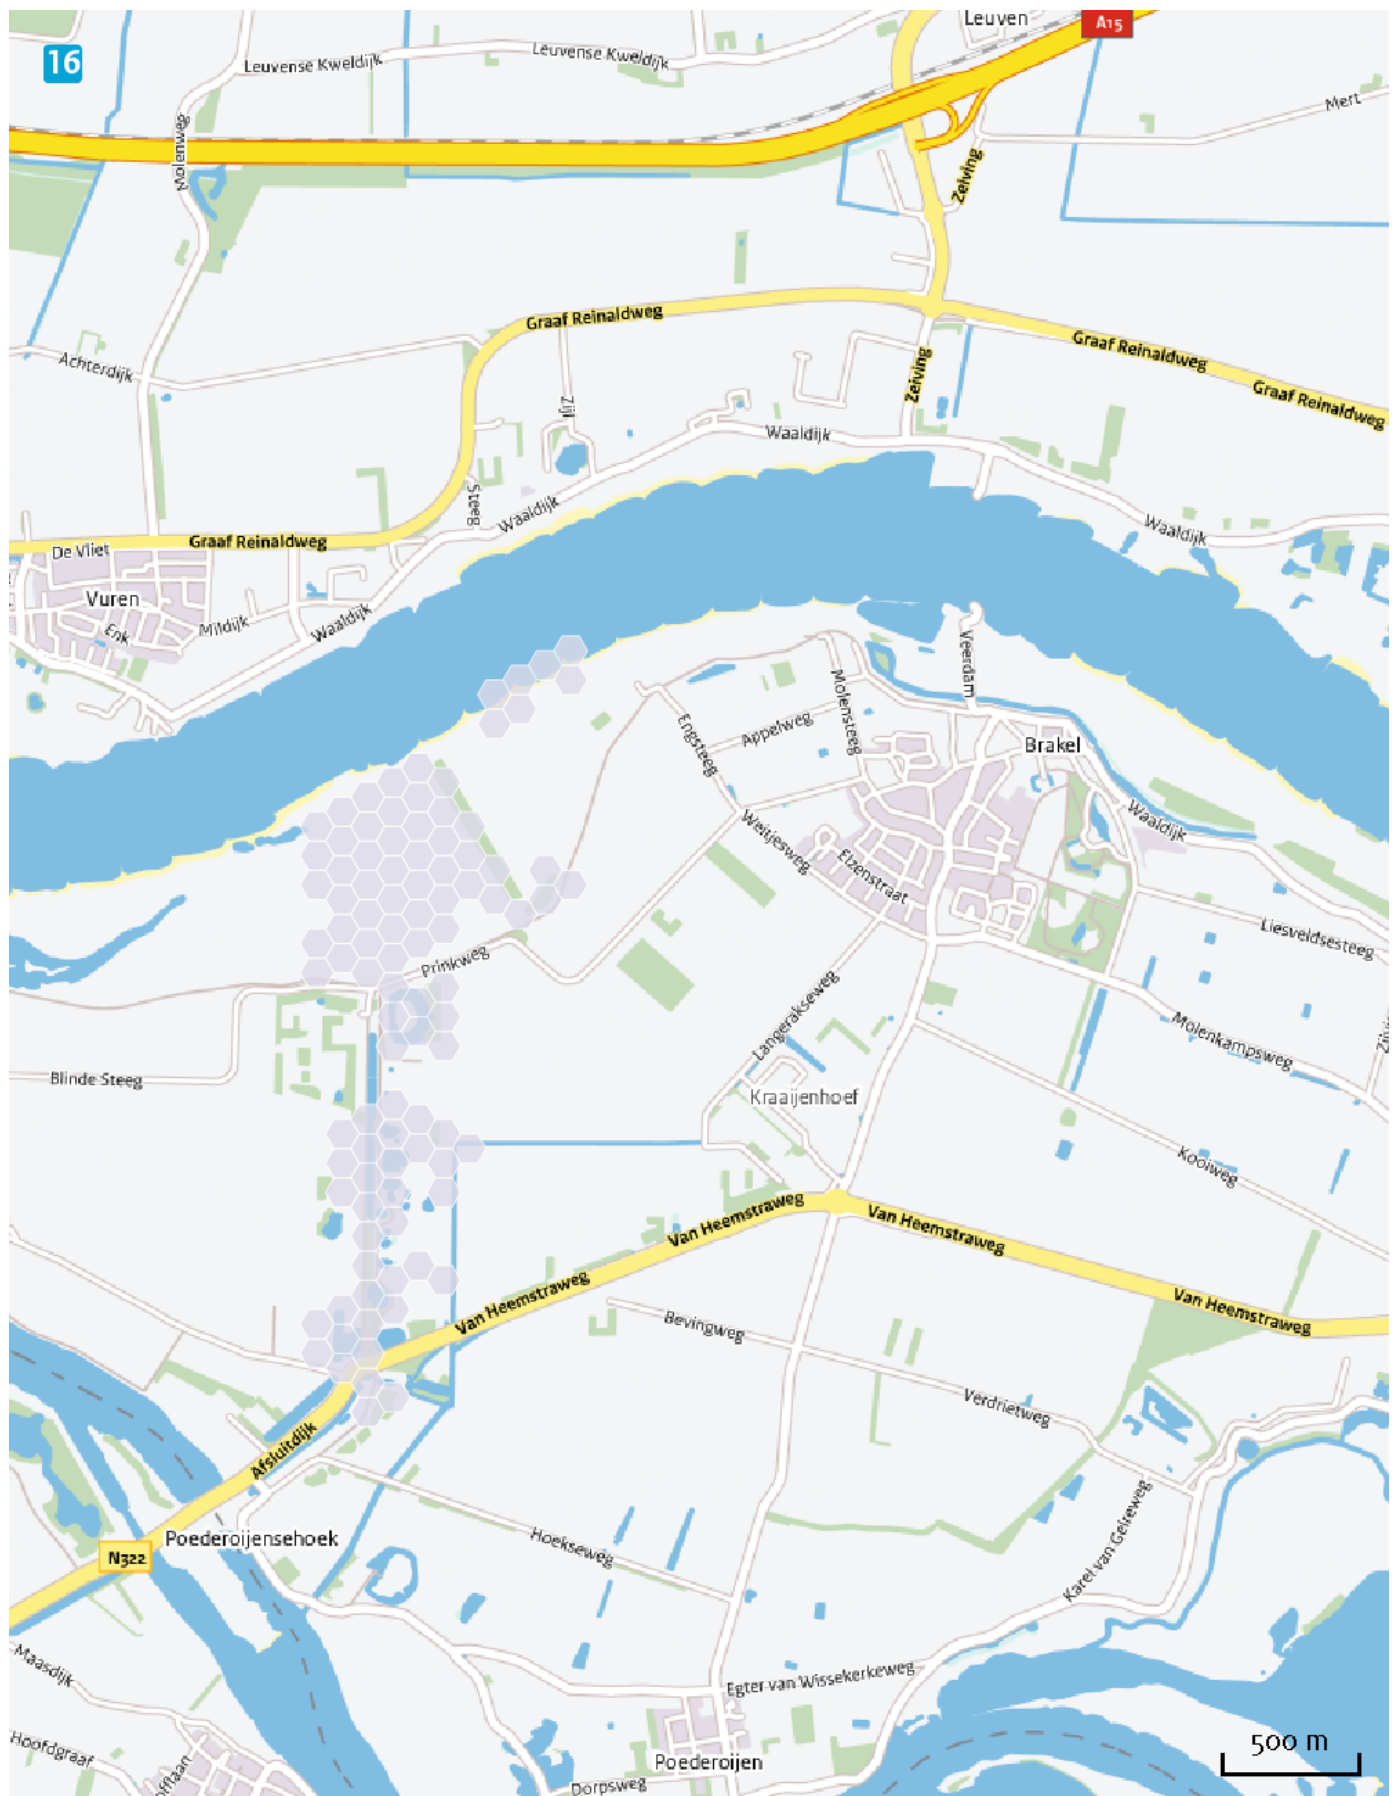 Leuven
A15
16
Leuvense Kweldijk
Leuvense Kweldijk
Mert
Molenweg
Zeiving
Graaf Reinaldweg
Graaf Reinaldweg
Achterdijk
Zeiving
Graaf Reinaldweg
Zijl
Waaldijk
Steeg
Waaldijk
Waaldijk
Graaf Reinaldweg
De Vliet
Vuren
Enk
Mildijk
Waaldijk
Veerdam
Molensteeg
Engsteeg
Appelweg
Brakel
Waaldijk
Weitjesweg
Elzenstraat
Liesveldsesteeg
Prinkweg
Langerakseweg
Molenkampsweg
Blinde Steeg
Kraaijenhoef
Kooiweg
Van Heemstraweg
Van Heemstraweg
Van Heemstraweg
Van Heemstraweg
Bevingweg
Verdrietweg
Afsluitdijk
Karel van Gelreweg
Poederoijensehoek
Hoekseweg
N322
Maasdijk
Egter van Wissekerkeweg
Hoofdgraaf
500 m
Poederoijen
Dorpsweg